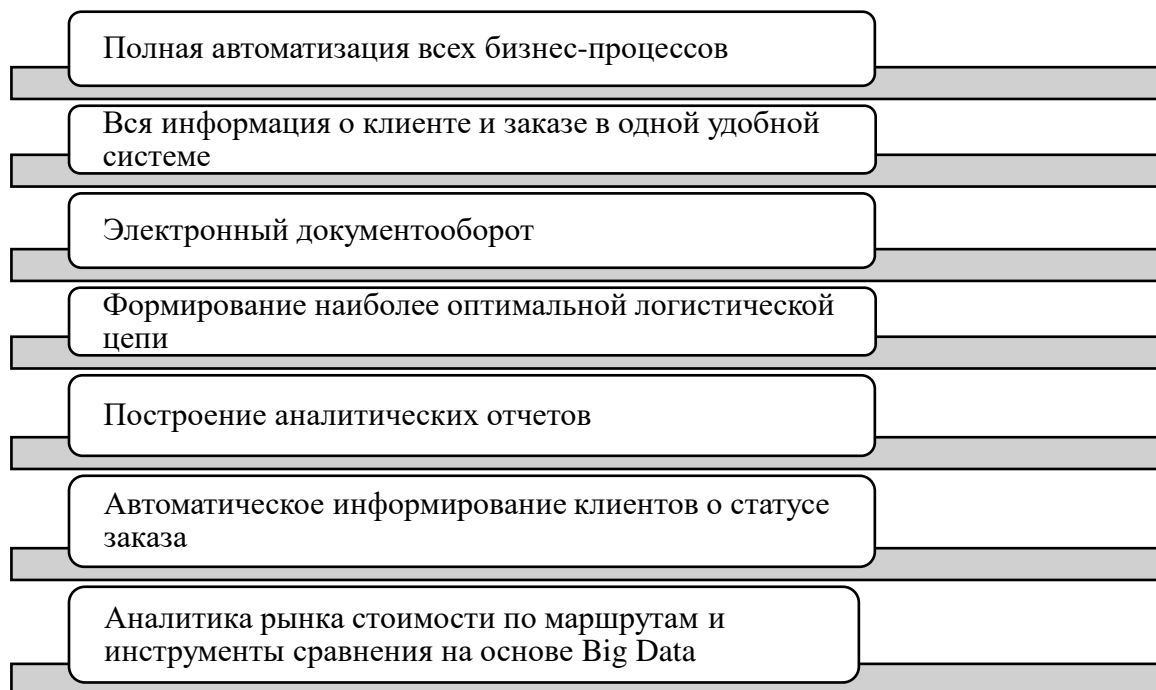 Полная автоматизация всех бизнес-процессов
Вся информация о клиенте и заказе в одной удобной
системе
Электронный документооборот
Формирование наиболее оптимальной логистической
цепи
Построение аналитических отчетов
Автоматическое информирование клиентов о статусе
заказа
Аналитика рынка стоимости по маршрутам и
инструменты сравнения на основе Big Data